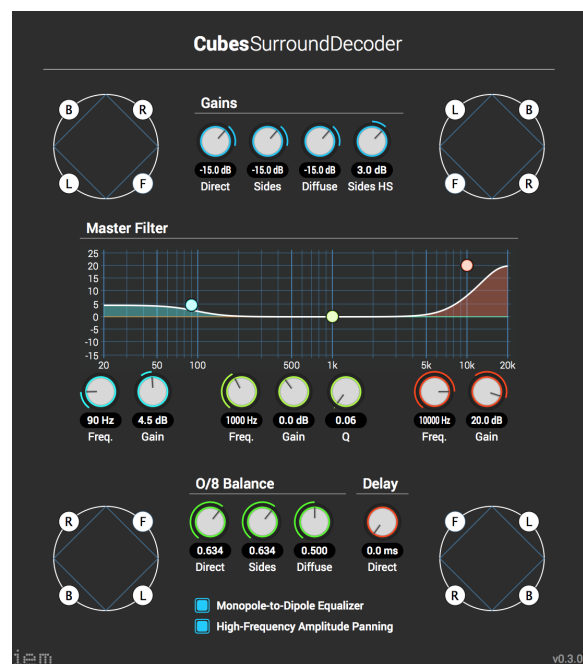 CubesSurroundDecoder
B R
L F
Gains
-15.0 dB -15.0 dB -15.0 dB 3.0 dB
Direct Sides Diffuse Sides HS
L B
F R
Master Filter
25
20
15
10
5
0
-5
-10
-15
20 50 100 500 1k 5k 10k 20k
90 Hz 4.5 dB 1000 Hz 0.0 dB 0.06 10000 Hz 20.0 dB
Freq. Gain Freq. Gain Q Freq. Gain
R F
B L
O/8 Balance Delay
0.634 0.634 0.500 0.0 ms
Direct Sides Diffuse Direct
F L
R B
Monopole-to-Dipole Equalizer
High-Frequency Amplitude Panning
iem v0.3.0